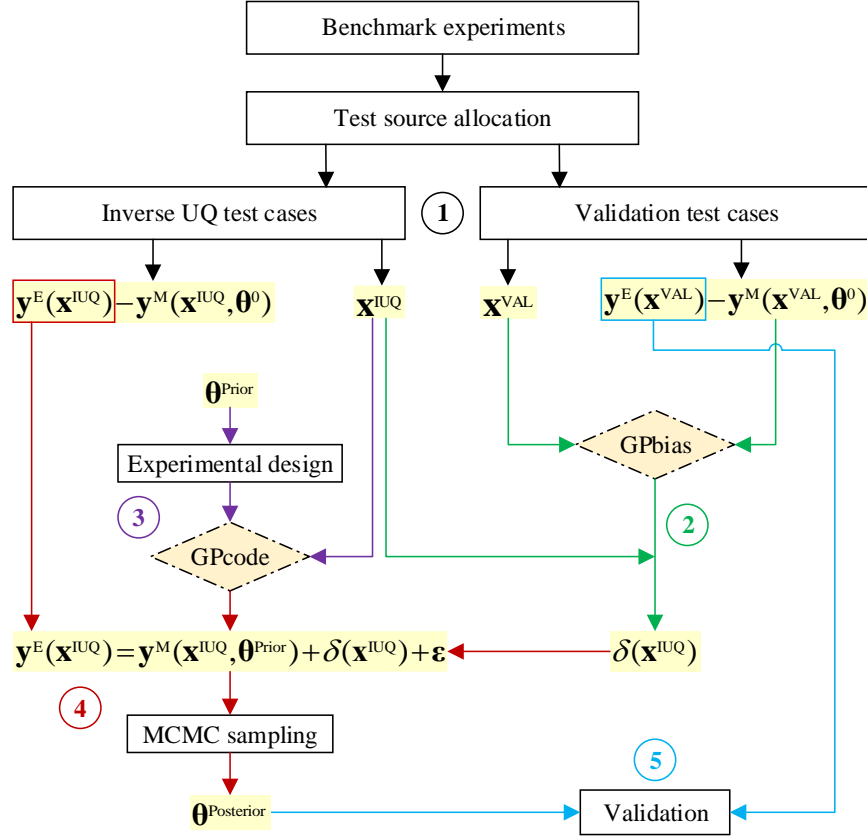 Benchmark experiments
Test source allocation
Inverse UQ test cases
1
Validation test cases
𝐲ᴱ(𝐱ᴵᵁQ)−𝐲ᴹ(𝐱ᴵᵁQ,𝛉⁰)
𝐱ᴵᵁQ
𝐱ⱽᴬᴸ
𝐲ᴱ(𝐱ⱽᴬᴸ)−𝐲ᴹ(𝐱ⱽᴬᴸ,𝛉⁰)
𝛉ᴾʳⁱᵒʳ
GPbias
Experimental design
3
2
GPcode
𝐲ᴱ(𝐱ᴵᵁQ)=𝐲ᴹ(𝐱ᴵᵁQ,𝛉ᴾʳⁱᵒʳ)+δ(𝐱ᴵᵁQ)+𝛆
δ(𝐱ᴵᵁQ)
4
MCMC sampling
5
𝛉ᴾᵒˢᵗᵉʳⁱᵒʳ
Validation